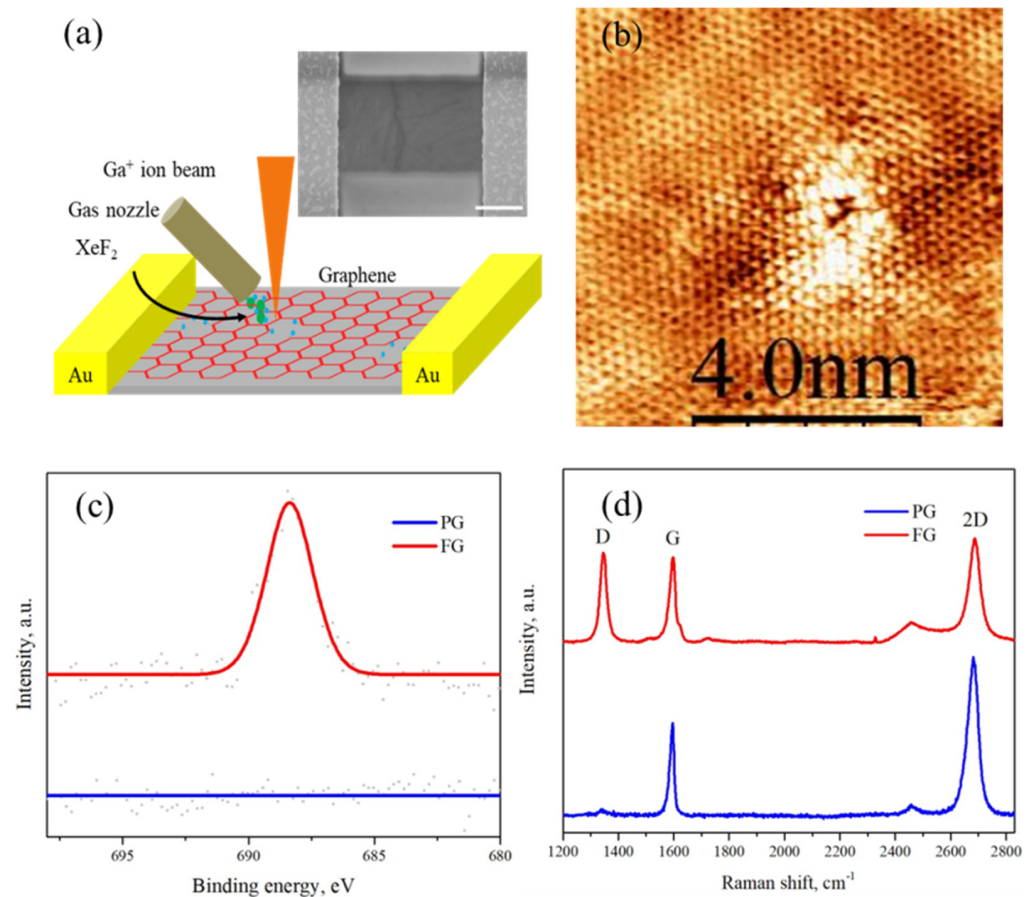 (a)
Ga⁺ ion beam
Gas nozzle
XeF₂
Graphene
Au
Au
(b)
4.0nm
(c)
PG
FG
Intensity, a.u.
695
690
685
680
Binding energy, eV
(d)
PG
FG
D
G
2D
Intensity, a.u.
1200 1400 1600 1800 2000 2200 2400 2600 2800
Raman shift, cm⁻¹